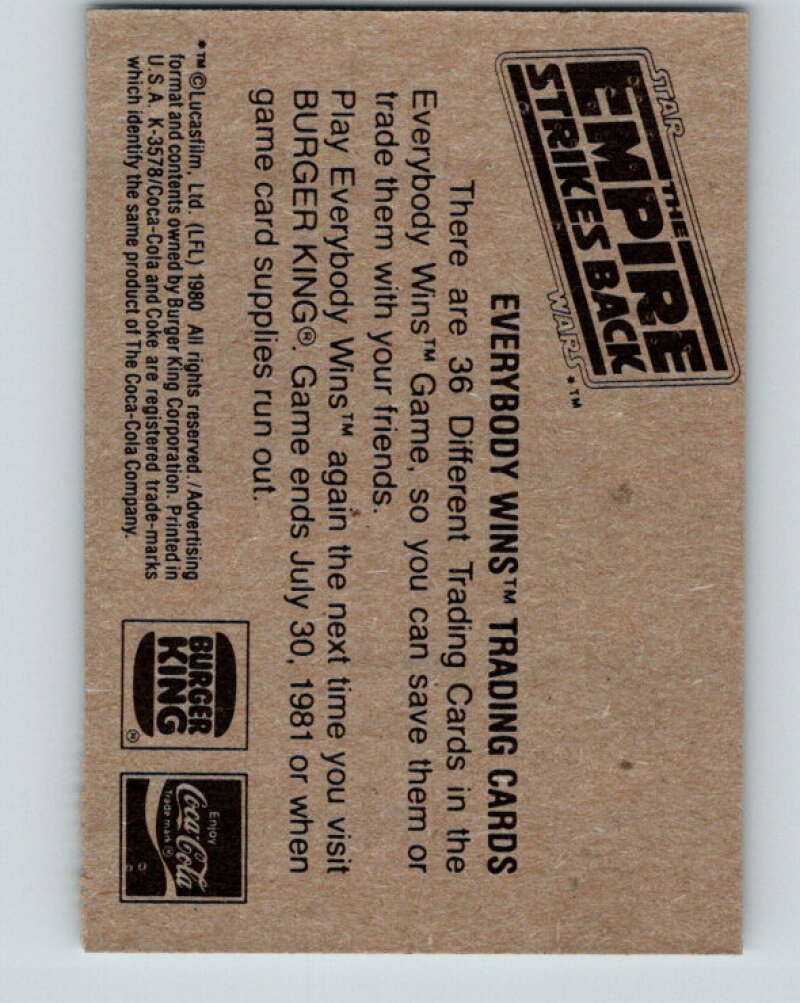 STAR
THE
EMPIRE
STRIKES BACK
WARS
*™
EVERYBODY WINS™ TRADING CARDS
There are 36 Different Trading Cards in the
Everybody Wins™ Game, so you can save them or
trade them with your friends.
Play Everybody Wins™ again the next time you visit
BURGER KING®. Game ends July 30, 1981 or when
game card supplies run out.
*™©Lucasfilm, Ltd. (LFL) 1980 All rights reserved./Advertising
format and contents owned by Burger King Corporation. Printed in
U.S.A. K-3578/Coca-Cola and Coke are registered trade-marks
which identify the same product of The Coca-Cola Company.
BURGER
KING
®
Enjoy
Coca-Cola
Trade-mark®